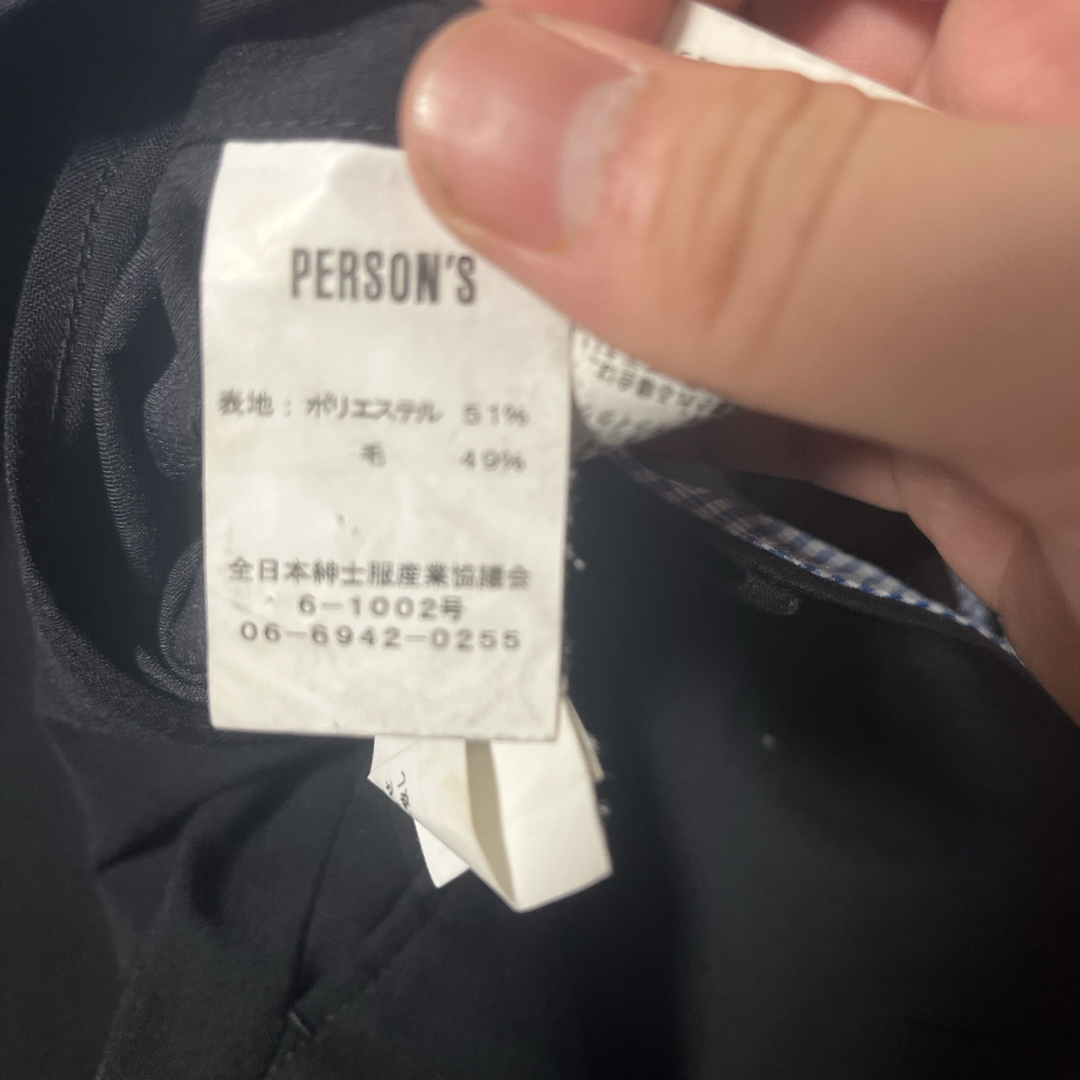 PERSON'S
表地：ポリエステル 51%
毛 49%
全日本紳士服産業協議会
6-1002号
06-6942-0255